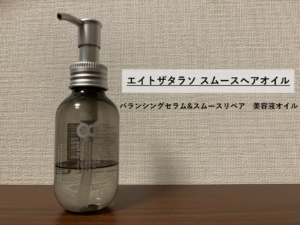 エイトザタラソ スムースヘアオイル
バランシングセラム&スムースリペア　美容液オイル